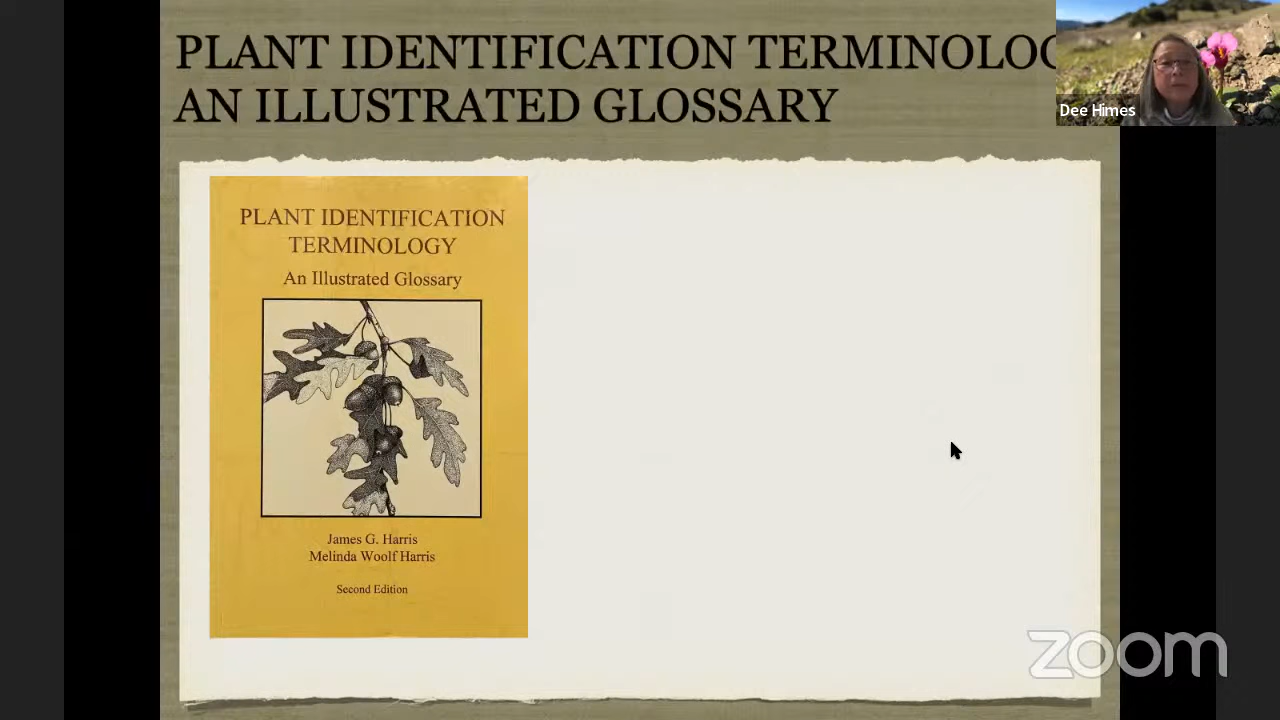 PLANT IDENTIFICATION TERMINOLOG
AN ILLUSTRATED GLOSSARY
Dee Himes
PLANT IDENTIFICATION
TERMINOLOGY
An Illustrated Glossary
James G. Harris
Melinda Woolf Harris
Second Edition
zoom